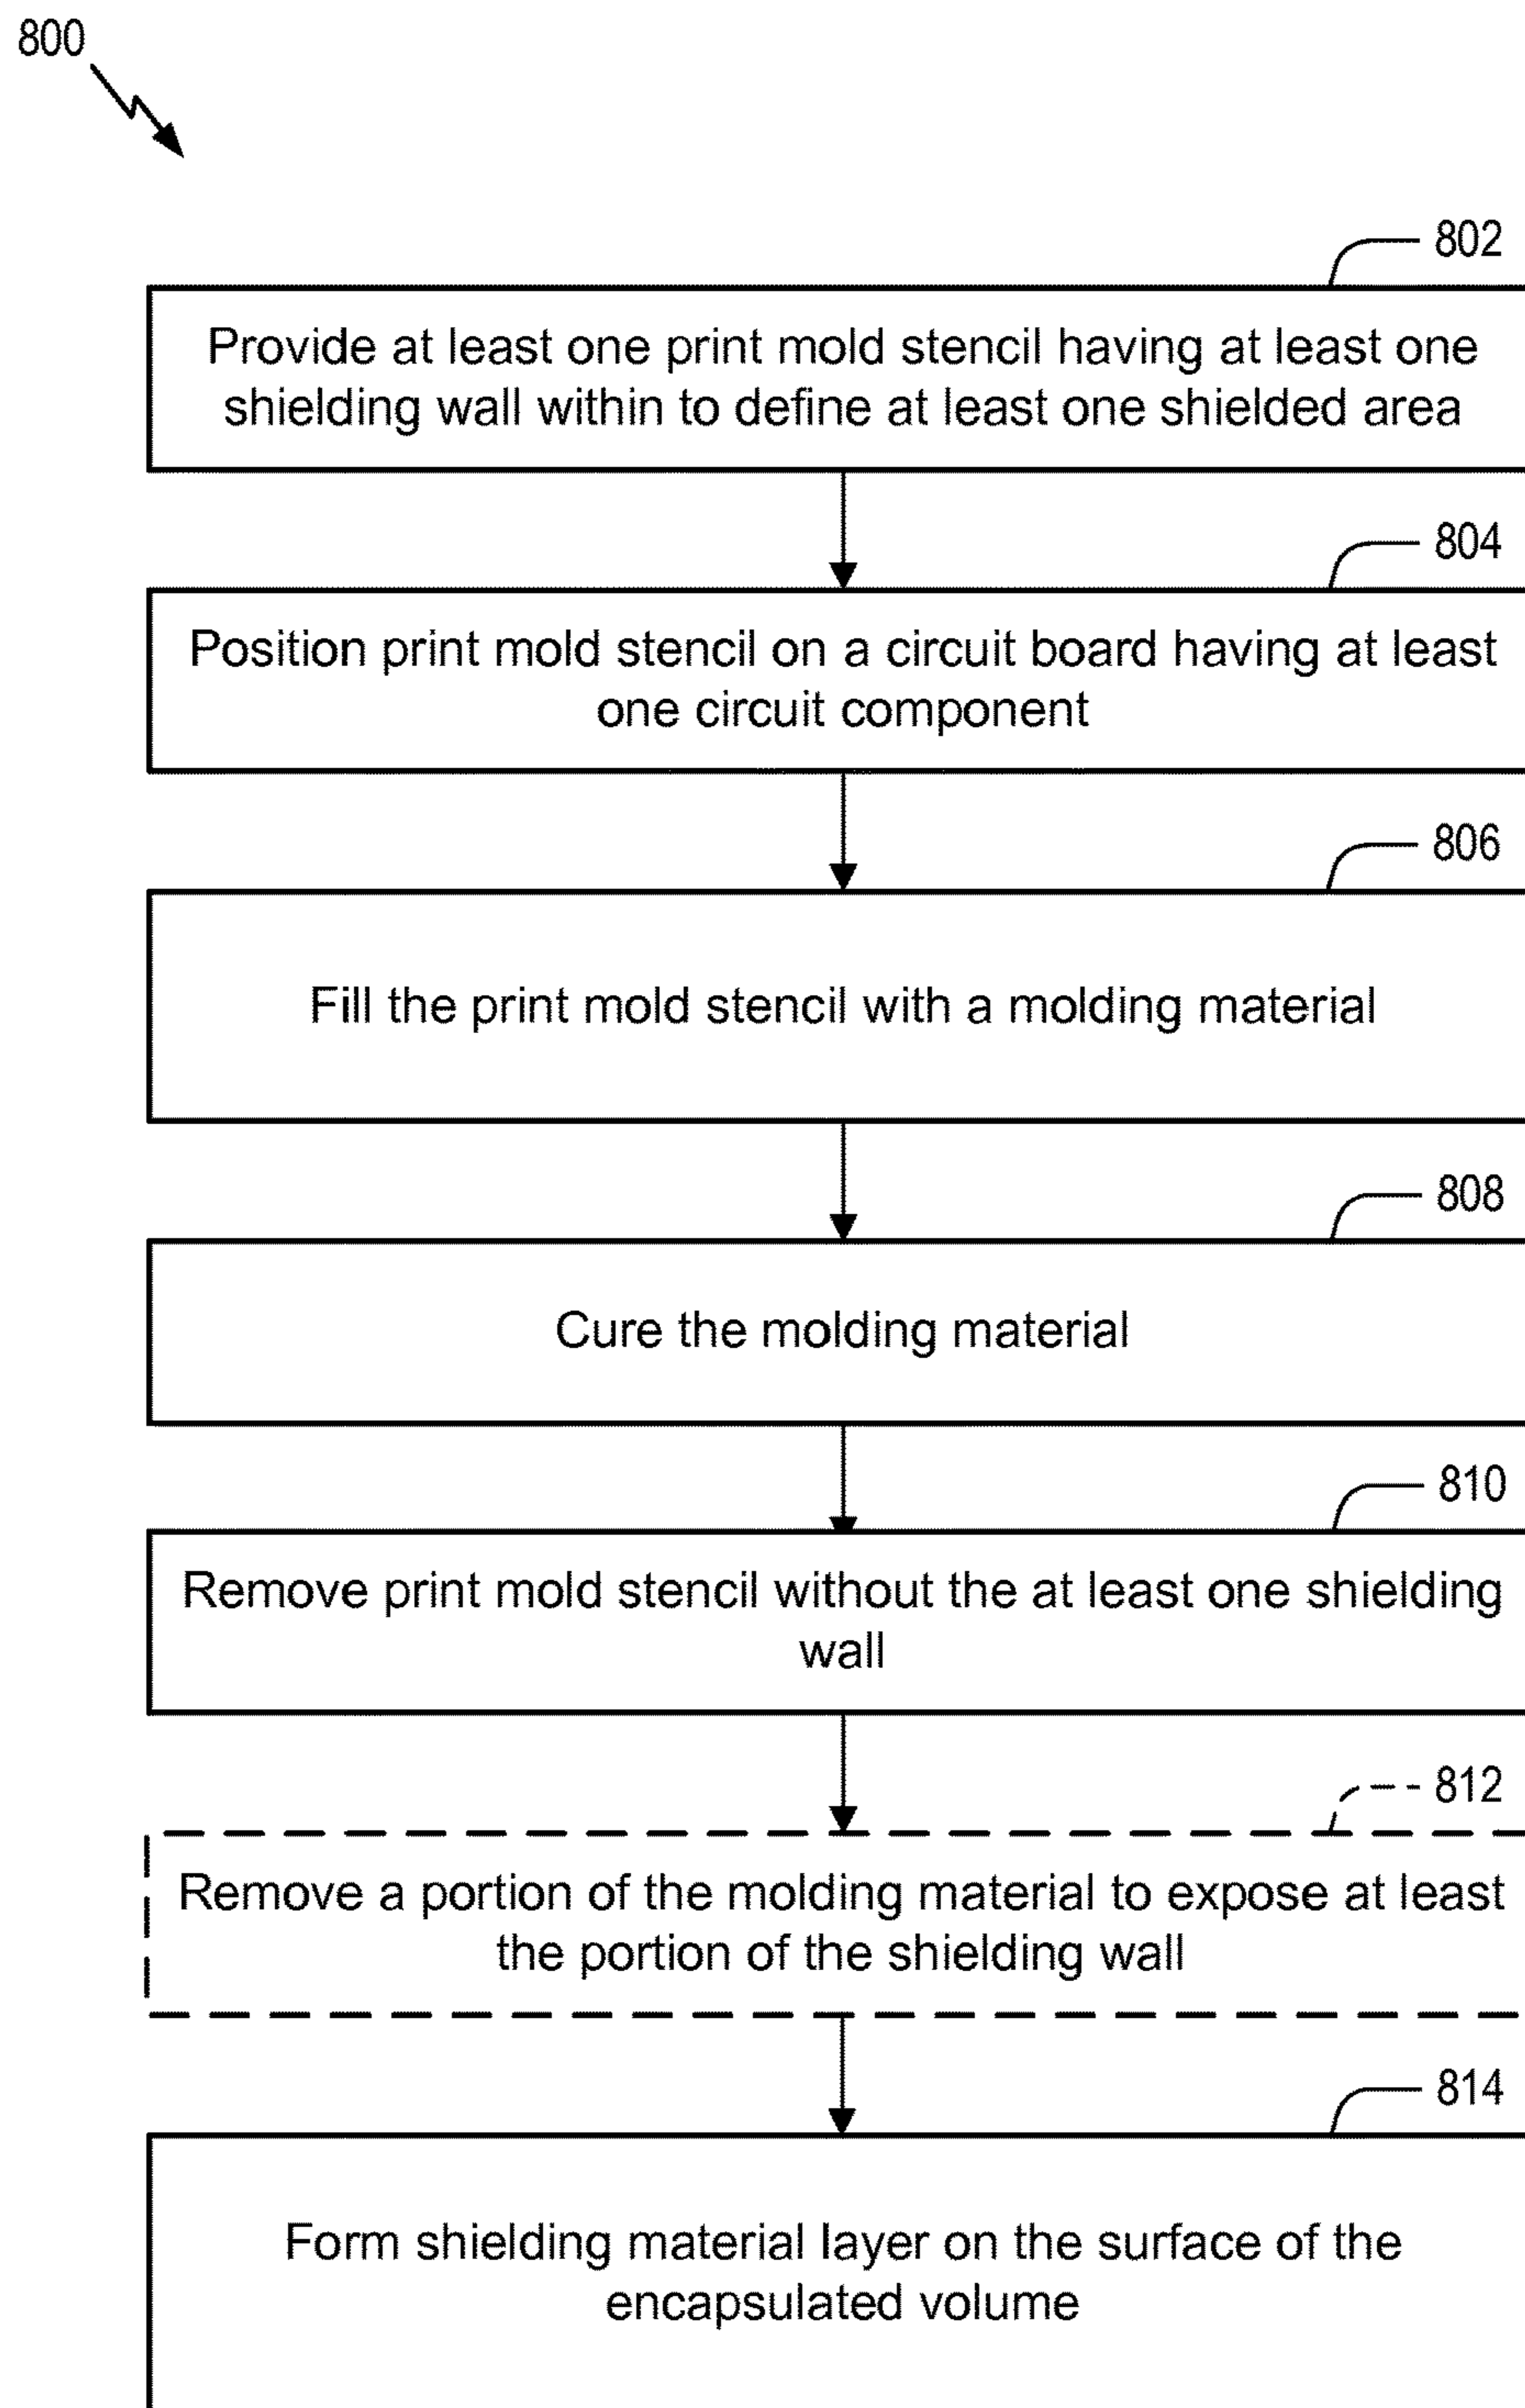 800
802
Provide at least one print mold stencil having at least one
shielding wall within to define at least one shielded area
804
Position print mold stencil on a circuit board having at least
one circuit component
806
Fill the print mold stencil with a molding material
808
Cure the molding material
810
Remove print mold stencil without the at least one shielding
wall
812
Remove a portion of the molding material to expose at least
the portion of the shielding wall
814
Form shielding material layer on the surface of the
encapsulated volume